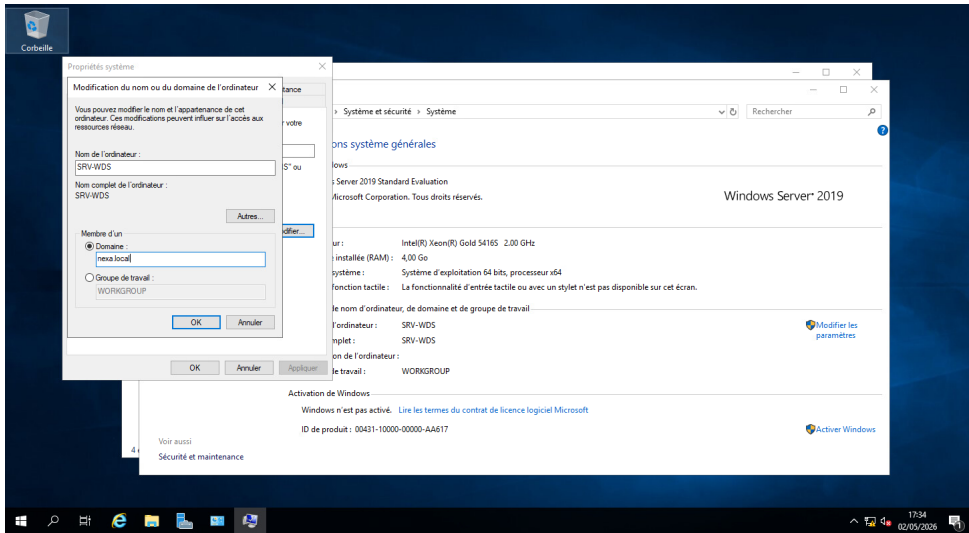 Corbeille
Propriétés système
Modification du nom ou du domaine de l'ordinateur
Vous pouvez modifier le nom et l'appartenance de cet
ordinateur. Ces modifications peuvent influer sur l'accès aux
ressources réseau.
Nom de l'ordinateur :
SRV-WDS
Nom complet de l'ordinateur :
SRV-WDS
Autres...
Membre d'un
Domaine :
nexa.local
Groupe de travail :
WORKGROUP
OK Annuler
OK Annuler Appliquer
tance
r votre
S" ou
difier...
> Système et sécurité > Système
Rechercher
ons système générales
dows
s Server 2019 Standard Evaluation
Microsoft Corporation. Tous droits réservés.
Windows Server 2019
ur : Intel(R) Xeon(R) Gold 5416S 2.00 GHz
installée (RAM) : 4,00 Go
système : Système d'exploitation 64 bits, processeur x64
fonction tactile : La fonctionnalité d'entrée tactile ou avec un stylet n'est pas disponible sur cet écran.
de nom d'ordinateur, de domaine et de groupe de travail
l'ordinateur : SRV-WDS
mplet : SRV-WDS
on de l'ordinateur :
de travail : WORKGROUP
Modifier les
paramètres
Activation de Windows
Windows n'est pas activé. Lire les termes du contrat de licence logiciel Microsoft
ID de produit : 00431-10000-00000-AA617
Activer Windows
Voir aussi
Sécurité et maintenance
17:34
02/05/2026